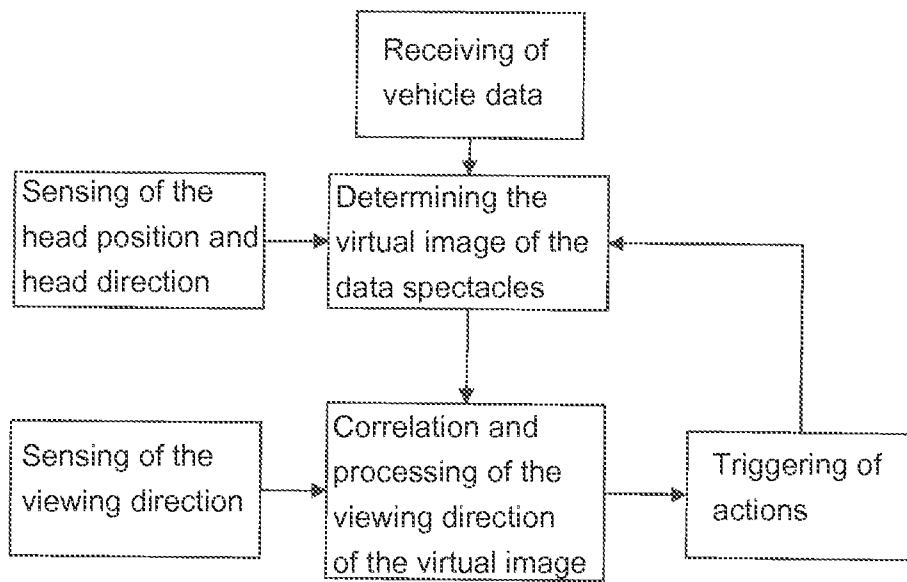 Receiving of
vehicle data
Sensing of the
head position and
head direction
Determining the
virtual image of the
data spectacles
Sensing of the
viewing direction
Correlation and
processing of the
viewing direction
of the virtual image
Triggering of
actions